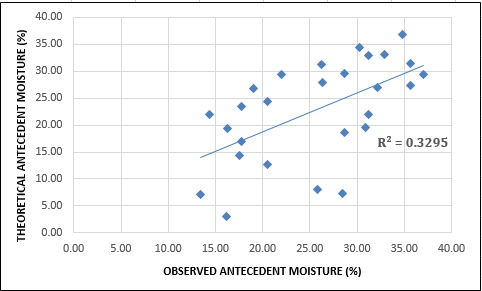 40.00
35.00
30.00
25.00
20.00
15.00
10.00
5.00
0.00
THEORETICAL ANTECEDENT MOISTURE (%)
R² = 0.3295
0.00 5.00 10.00 15.00 20.00 25.00 30.00 35.00 40.00
OBSERVED ANTECEDENT MOISTURE (%)